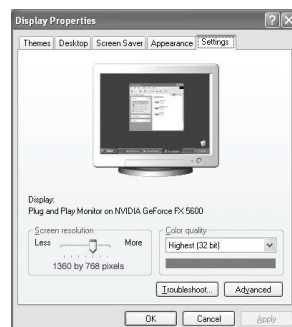 Display Properties
Themes Desktop Screen Saver Appearance Settings
Display:
Plug and Play Monitor on NVIDIA GeForce FX 5600
Screen resolution
Less More
1360 by 768 pixels
Color quality
Highest (32 bit)
Troubleshoot... Advanced
OK Cancel Apply